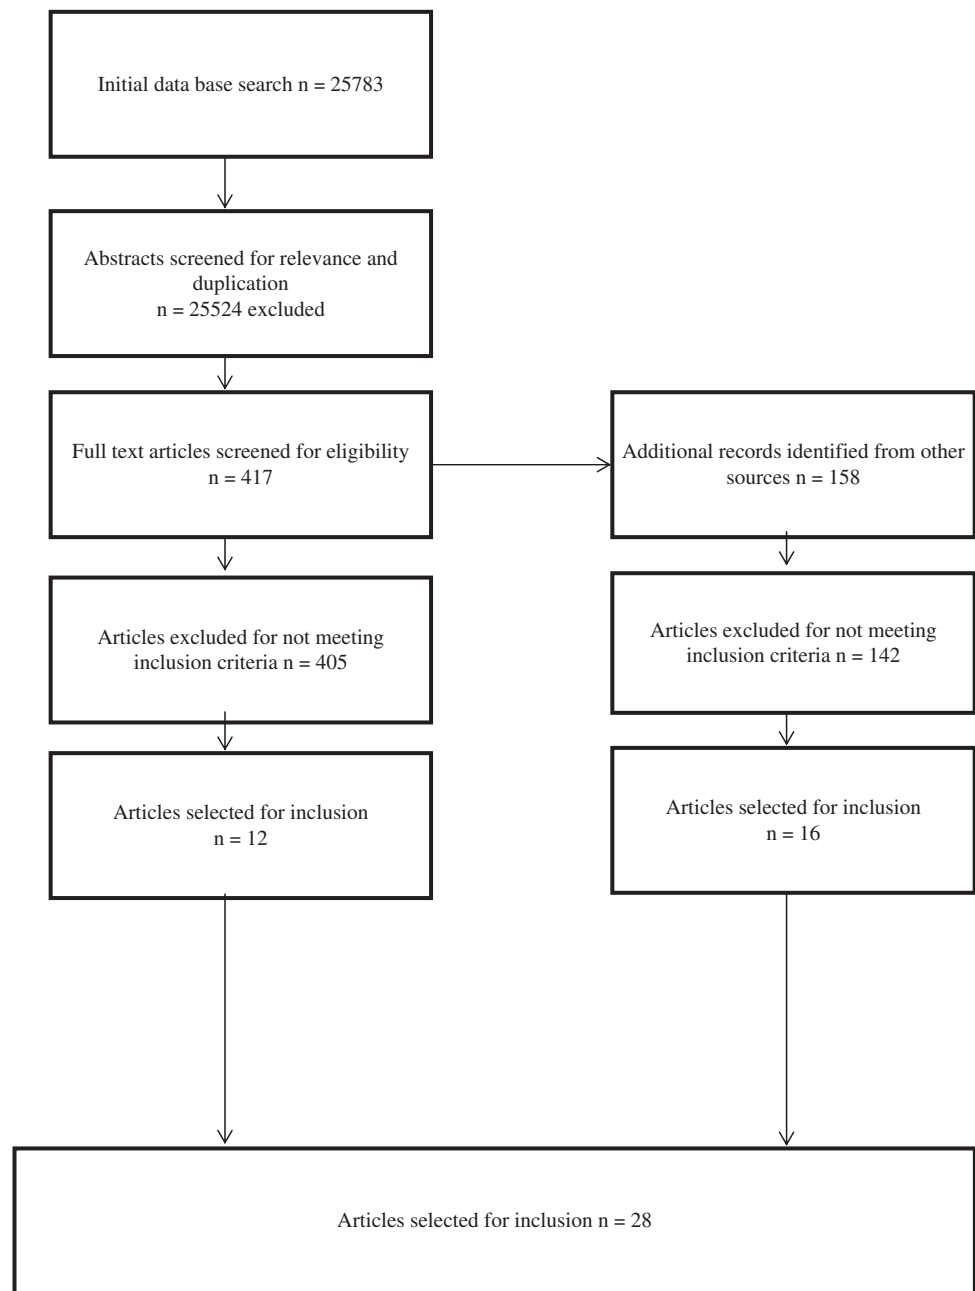 Initial data base search n = 25783
Abstracts screened for relevance and
duplication
n = 25524 excluded
Full text articles screened for eligibility
n = 417
Additional records identified from other
sources n = 158
Articles excluded for not meeting
inclusion criteria n = 405
Articles excluded for not meeting
inclusion criteria n = 142
Articles selected for inclusion
n = 12
Articles selected for inclusion
n = 16
Articles selected for inclusion n = 28